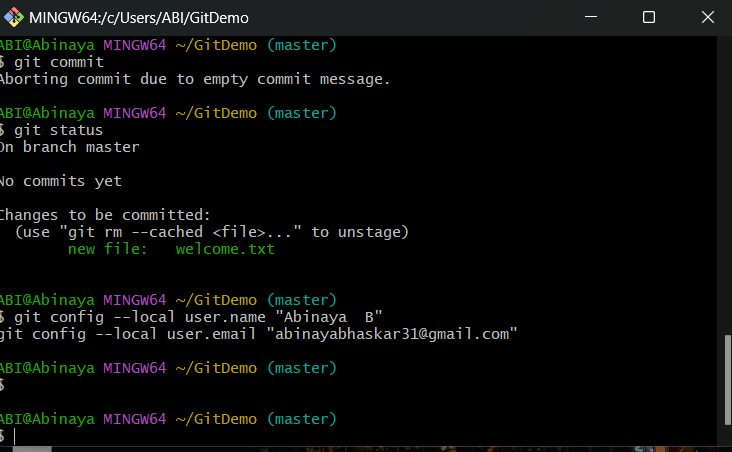 MINGW64:/c/Users/ABI/GitDemo
ABI@Abinaya MINGW64 ~/GitDemo (master)
$ git commit
Aborting commit due to empty commit message.
ABI@Abinaya MINGW64 ~/GitDemo (master)
$ git status
On branch master
No commits yet
Changes to be committed:
  (use "git rm --cached <file>..." to unstage)
        new file:   welcome.txt
ABI@Abinaya MINGW64 ~/GitDemo (master)
$ git config --local user.name "Abinaya  B"
git config --local user.email "abinayabhaskar31@gmail.com"
ABI@Abinaya MINGW64 ~/GitDemo (master)
$
ABI@Abinaya MINGW64 ~/GitDemo (master)
$